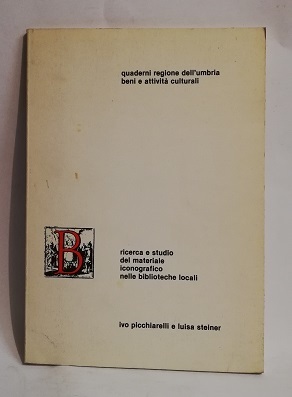 quaderni regione dell'umbria
beni e attività culturali
B
ricerca e studio
del materiale
iconografico
nelle biblioteche locali
ivo picchiarelli e luisa steiner